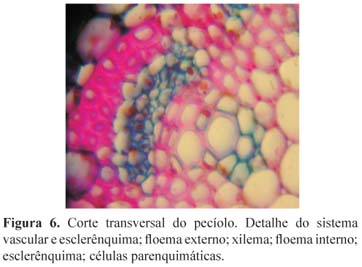 Figura 6. Corte transversal do pecíolo. Detalhe do sistema
vascular e esclerênquima; floema externo; xilema; floema interno;
esclerênquima; células parenquimáticas.